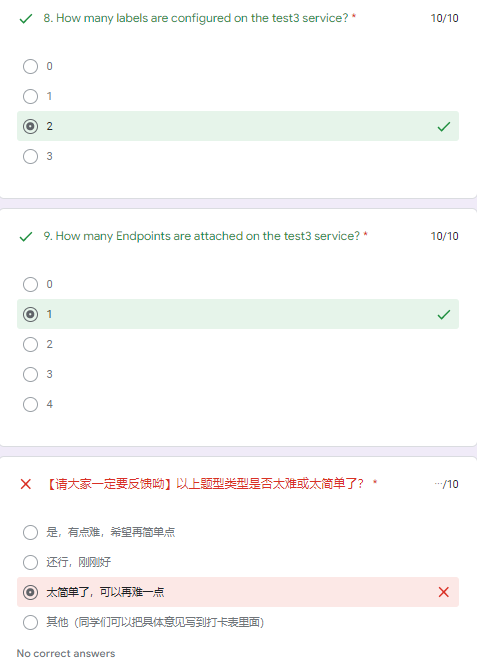 8. How many labels are configured on the test3 service? * 10/10
0
1
2
3
9. How many Endpoints are attached on the test3 service? * 10/10
0
1
2
3
4
【请大家一定要反馈呦】以上题型类型是否太难或太简单了? * ···/10
是，有点难，希望再简单点
还行，刚刚好
太简单了，可以再难一点
其他（同学们可以把具体意见写到打卡表里面）
No correct answers